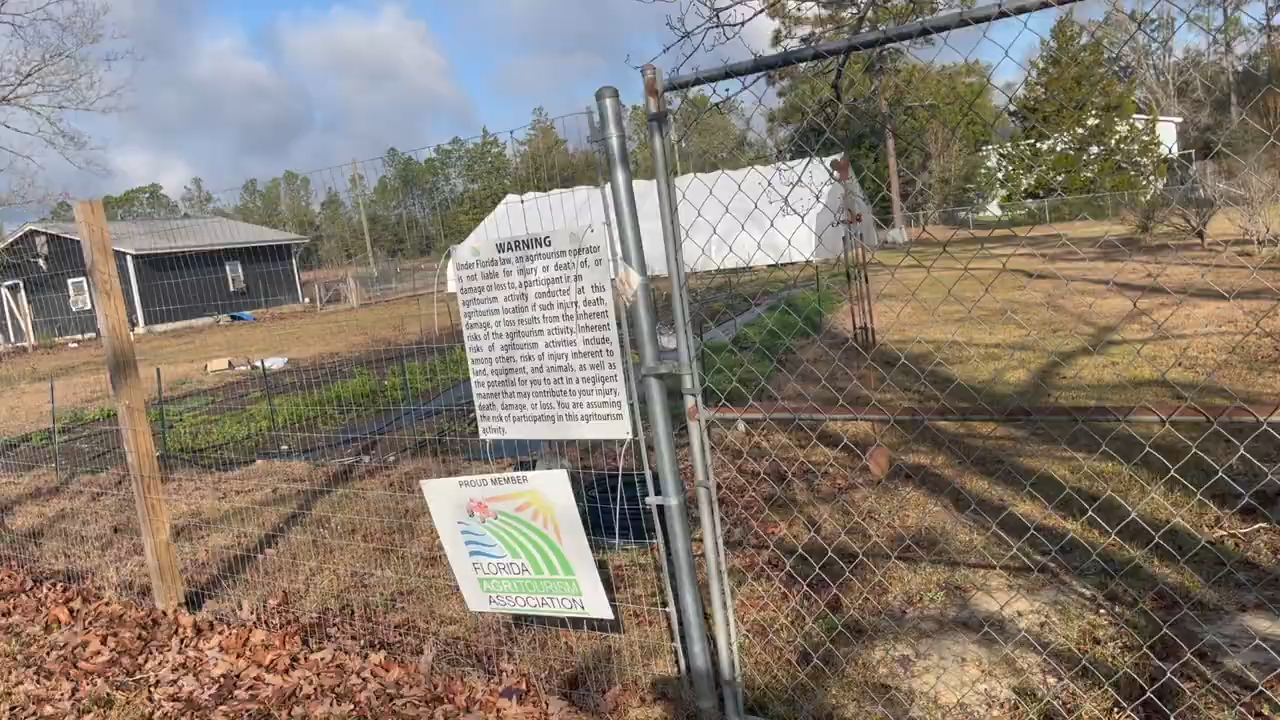 WARNING
Under Florida law, an agritourism operator
is not liable for injury or death of, or
damage or loss to, a participant in an
agritourism activity conducted at this
agritourism location if such injury, death,
damage, or loss results from the inherent
risks of the agritourism activity. Inherent
risks of agritourism activities include,
among others, risks of injury inherent to
land, equipment, and animals, as well as
the potential for you to act in a negligent
manner that may contribute to your injury,
death, damage, or loss. You are assuming
the risk of participating in this agritourism
activity.
PROUD MEMBER
FLORIDA
AGRITOURISM
ASSOCIATION